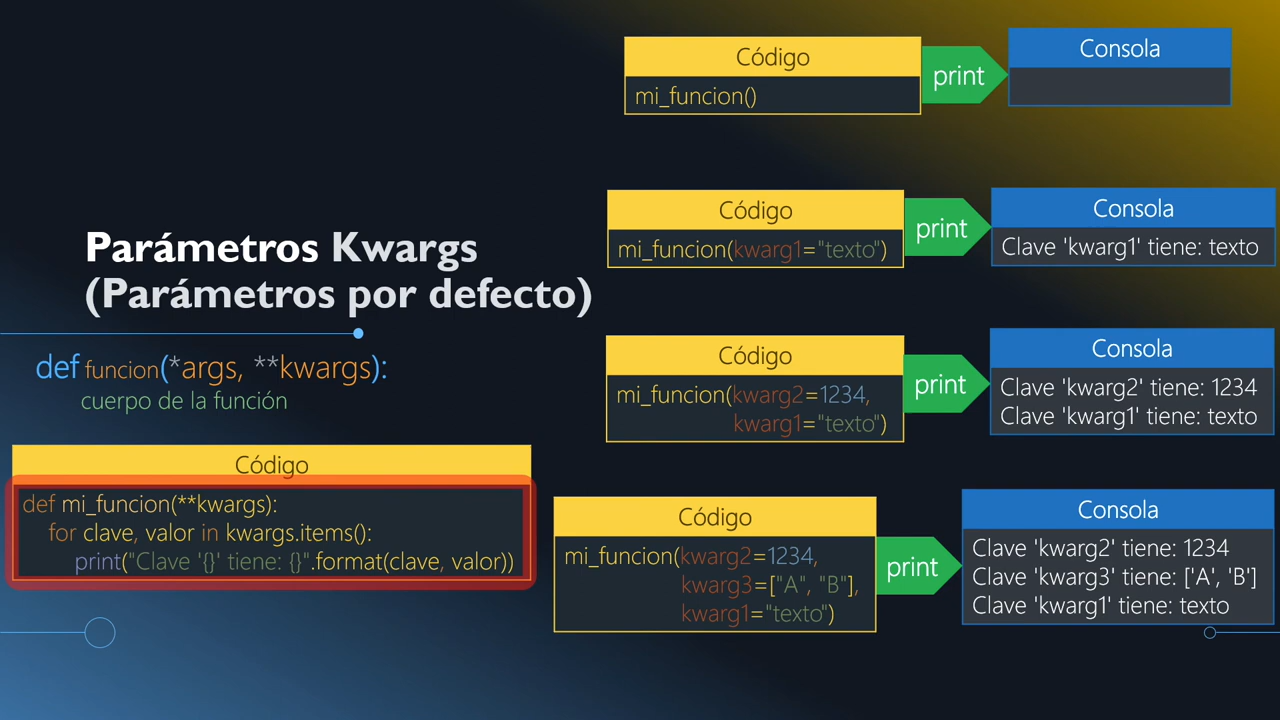 Parámetros Kwargs
(Parámetros por defecto)
def funcion(*args, **kwargs):
cuerpo de la función
Código
def mi_funcion(**kwargs):
for clave, valor in kwargs.items():
print("Clave '{}' tiene: {}".format(clave, valor))
Código
mi_funcion()
print
Consola
Código
mi_funcion(kwarg1="texto")
print
Consola
Clave 'kwarg1' tiene: texto
Código
mi_funcion(kwarg2=1234,
kwarg1="texto")
print
Consola
Clave 'kwarg2' tiene: 1234
Clave 'kwarg1' tiene: texto
Código
mi_funcion(kwarg2=1234,
kwarg3=["A", "B"],
kwarg1="texto")
print
Consola
Clave 'kwarg2' tiene: 1234
Clave 'kwarg3' tiene: ['A', 'B']
Clave 'kwarg1' tiene: texto